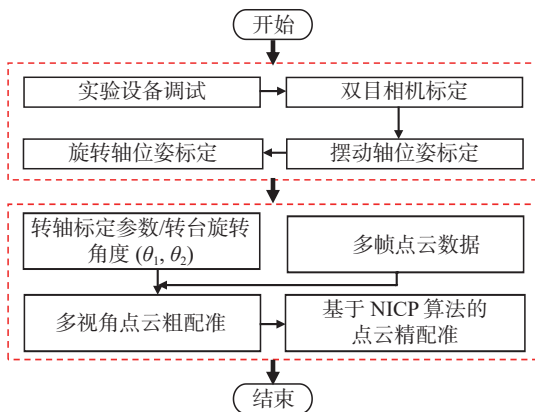 开始
实验设备调试
双目相机标定
旋转轴位姿标定
摆动轴位姿标定
转轴标定参数/转台旋转
角度 (θ₁, θ₂)
多帧点云数据
多视角点云粗配准
基于 NICP 算法的
点云精配准
结束